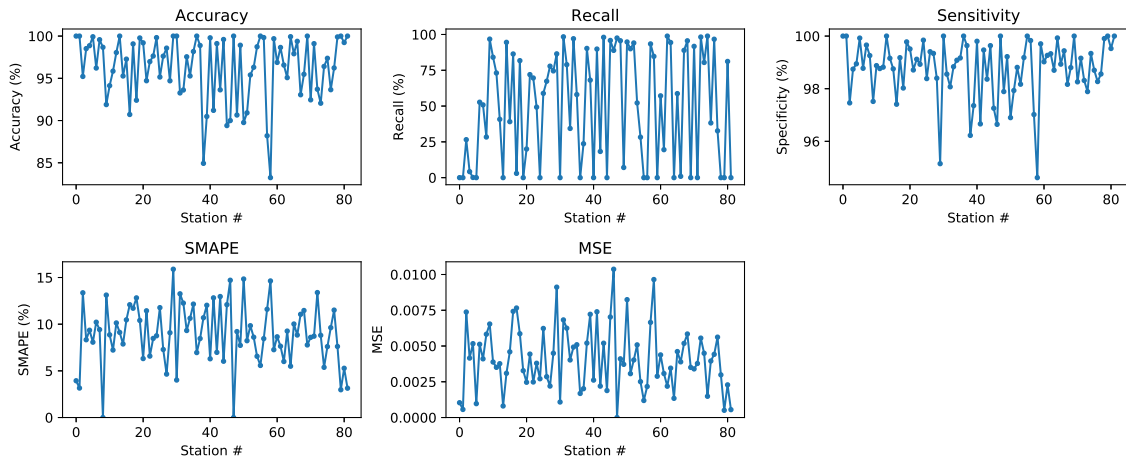 Accuracy
Accuracy (%)
100
95
90
85
0 20 40 60 80
Station #
Recall
Recall (%)
100
75
50
25
0
0 20 40 60 80
Station #
Sensitivity
Specificity (%)
100
98
96
0 20 40 60 80
Station #
SMAPE
SMAPE (%)
15
10
5
0
0 20 40 60 80
Station #
MSE
MSE
0.0100
0.0075
0.0050
0.0025
0.0000
0 20 40 60 80
Station #